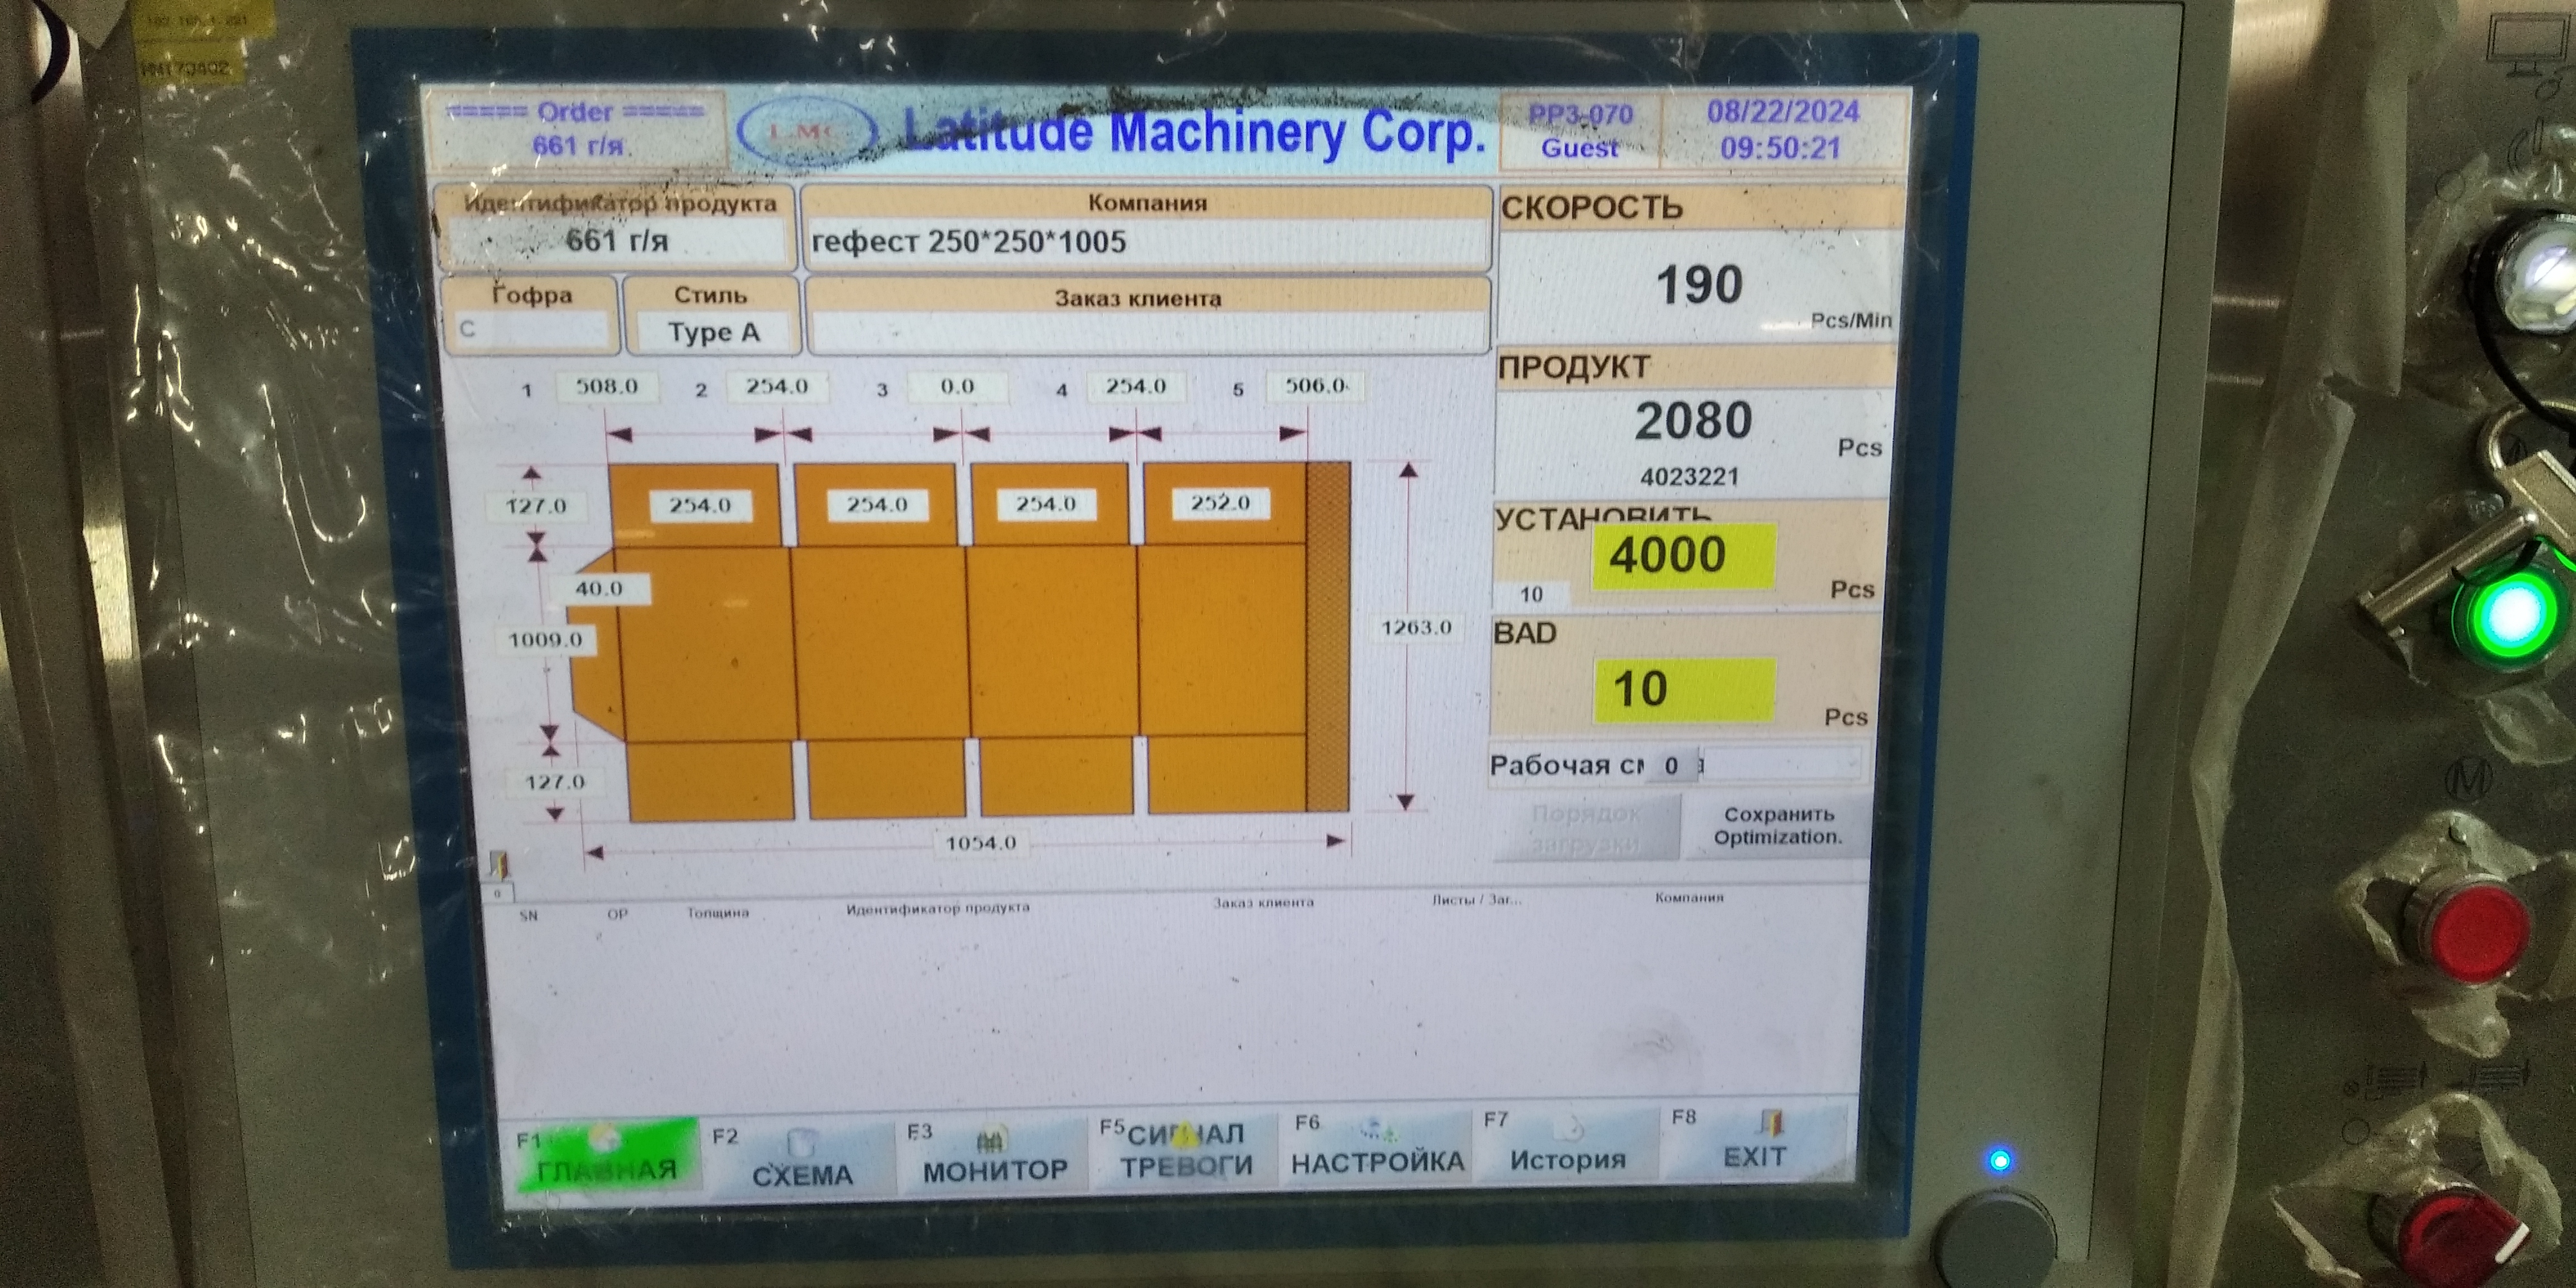 ===== Order =====
661 г/я
LMC
Latitude Machinery Corp.
PP3-070
Guest
08/22/2024
09:50:21
Идентификатор продукта
661 г/я
Компания
гефест 250*250*1005
Гофра
C
Стиль
Type A
Заказ клиента
СКОРОСТЬ
190
Pcs/Min
ПРОДУКТ
2080
Pcs
4023221
УСТАНОВИТЬ
4000
10
Pcs
BAD
10
Pcs
Рабочая см
0
Порядок
загрузки
Сохранить
Optimization.
1 508.0 2 254.0 3 0.0 4 254.0 5 506.0
127.0 254.0 254.0 254.0 252.0
40.0
1009.0
1263.0
127.0
1054.0
0
SN OP Толщина Идентификатор продукта Заказ клиента Листы / Заг... Компания
F1 ГЛАВНАЯ
F2 СХЕМА
F3 МОНИТОР
F5 СИГНАЛ
ТРЕВОГИ
F6 НАСТРОЙКА
F7 История
F8 EXIT
M